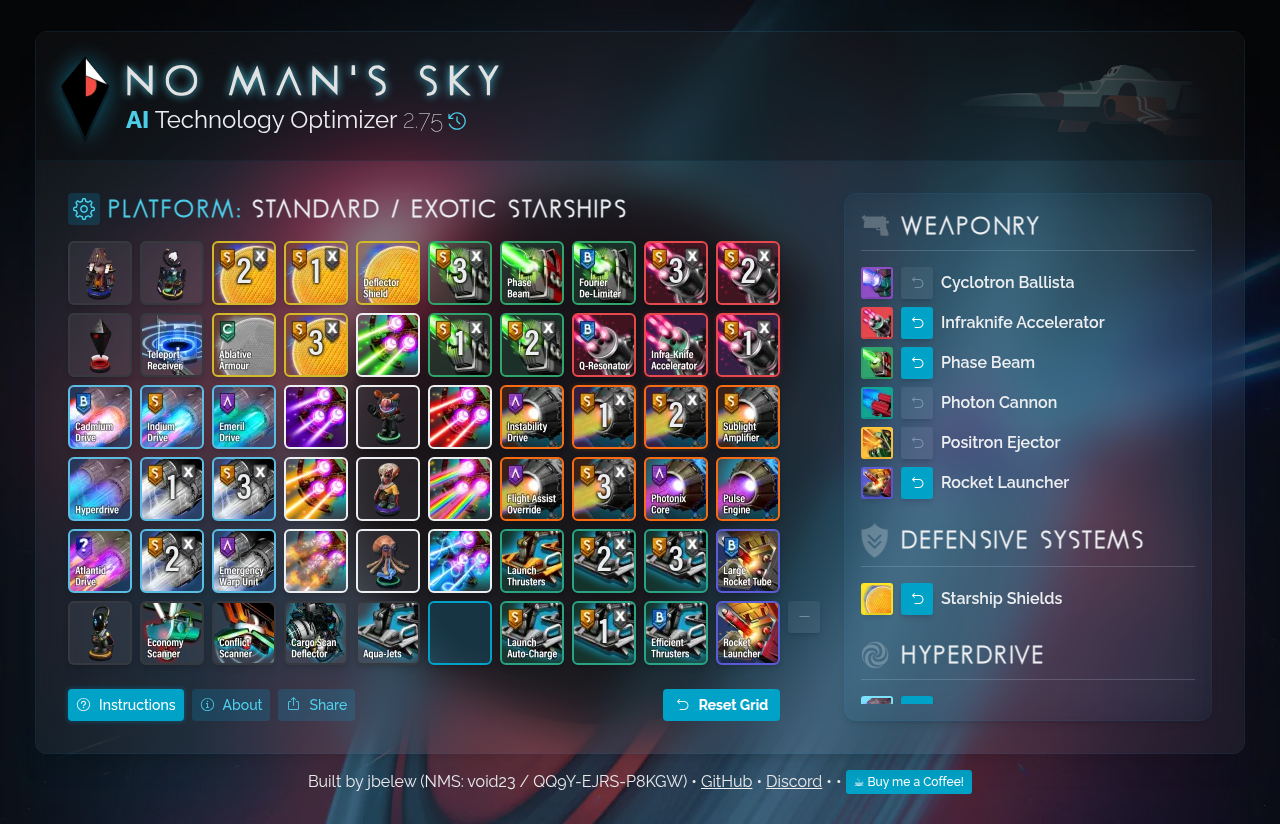 NO MAN'S SKY
AI Technology Optimizer 2.75
PLATFORM: STANDARD / EXOTIC STARSHIPS
S 2 X
S 1 X
Deflector
Shield
S 3 X
Phase
Beam
B
Fourier
De-Limiter
S 3 X
S 2 X
Teleport
Receiver
C
Ablative
Armour
S 3 X
S 1 X
S 2 X
B
Q-Resonator
Infra-Knife
Accelerator
S 1 X
B
Cadmium
Drive
S
Indium
Drive
A
Emeril
Drive
A
Instability
Drive
S 1 X
S 2 X
S
Sublight
Amplifier
Hyperdrive
S 1 X
S 3 X
A
Flight Assist
Override
S 3 X
A
Photonix
Core
Pulse
Engine
?
Atlantid
Drive
S 2 X
A
Emergency
Warp Unit
Launch
Thrusters
S 2 X
S 3 X
B
Large
Rocket Tube
Economy
Scanner
Conflict
Scanner
Cargo Scan
Deflector
Aqua-Jets
S
Launch
Auto-Charge
S 1 X
B
Efficient
Thrusters
Rocket
Launcher
Instructions
About
Share
Reset Grid
WEAPONRY
Cyclotron Ballista
Infraknife Accelerator
Phase Beam
Photon Cannon
Positron Ejector
Rocket Launcher
DEFENSIVE SYSTEMS
Starship Shields
HYPERDRIVE
Built by jbelew (NMS: void23 / QQ9Y-EJRS-P8KGW) • GitHub • Discord • • Buy me a Coffee!